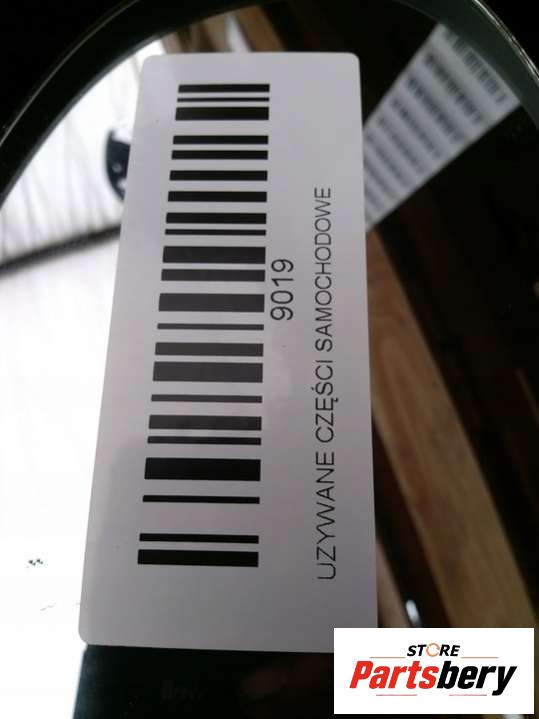 9019
UZYWANE CZĘŚCI SAMOCHODOWE
STORE
Partsbery